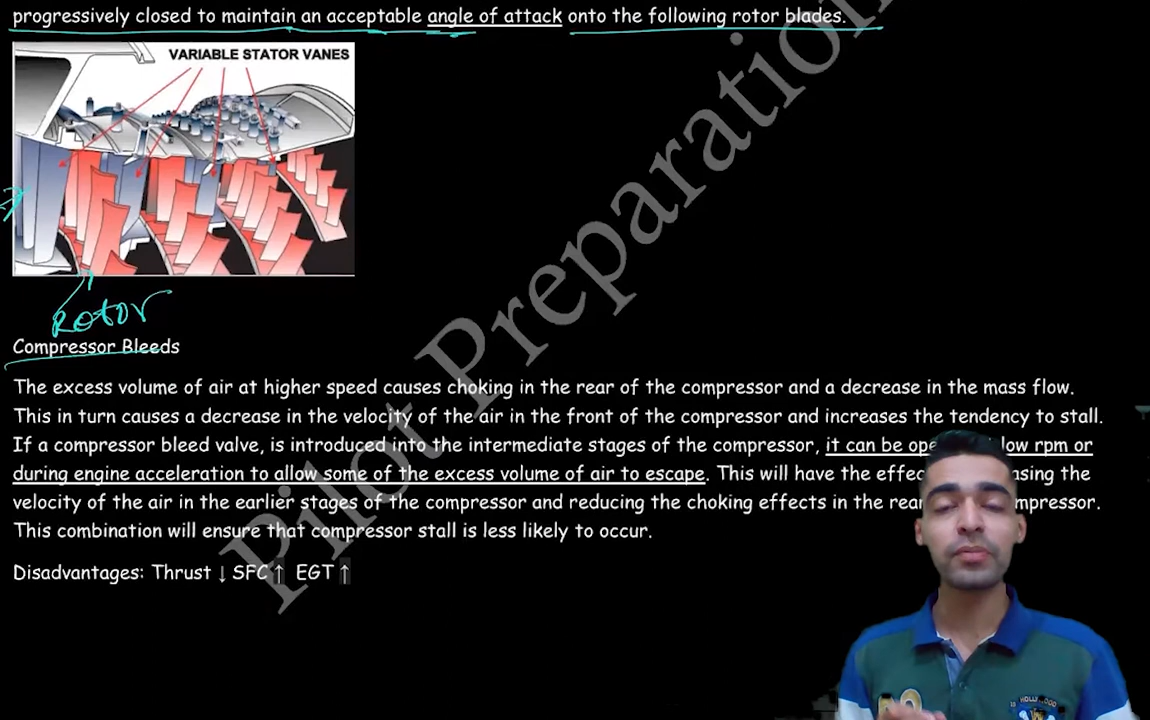 progressively closed to maintain an acceptable angle of attack onto the following rotor blades.
VARIABLE STATOR VANES
Rotor
Compressor Bleeds
The excess volume of air at higher speed causes choking in the rear of the compressor and a decrease in the mass flow.
This in turn causes a decrease in the velocity of the air in the front of the compressor and increases the tendency to stall.
If a compressor bleed valve, is introduced into the intermediate stages of the compressor, it can be low rpm or
during engine acceleration to allow some of the excess volume of air to escape. This will have the the
velocity of the air in the earlier stages of the compressor and reducing the choking effects in the
This combination will ensure that compressor stall is less likely to occur.
Disadvantages: Thrust ↓ SFC↑ EGT↑
Pilot Preparation
HOLLYWOOD